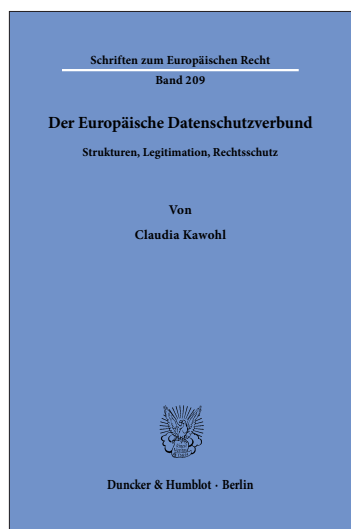 Schriften zum Europäischen Recht
Band 209
Der Europäische Datenschutzverbund
Strukturen, Legitimation, Rechtsschutz
Von
Claudia Kawohl
Duncker & Humblot · Berlin